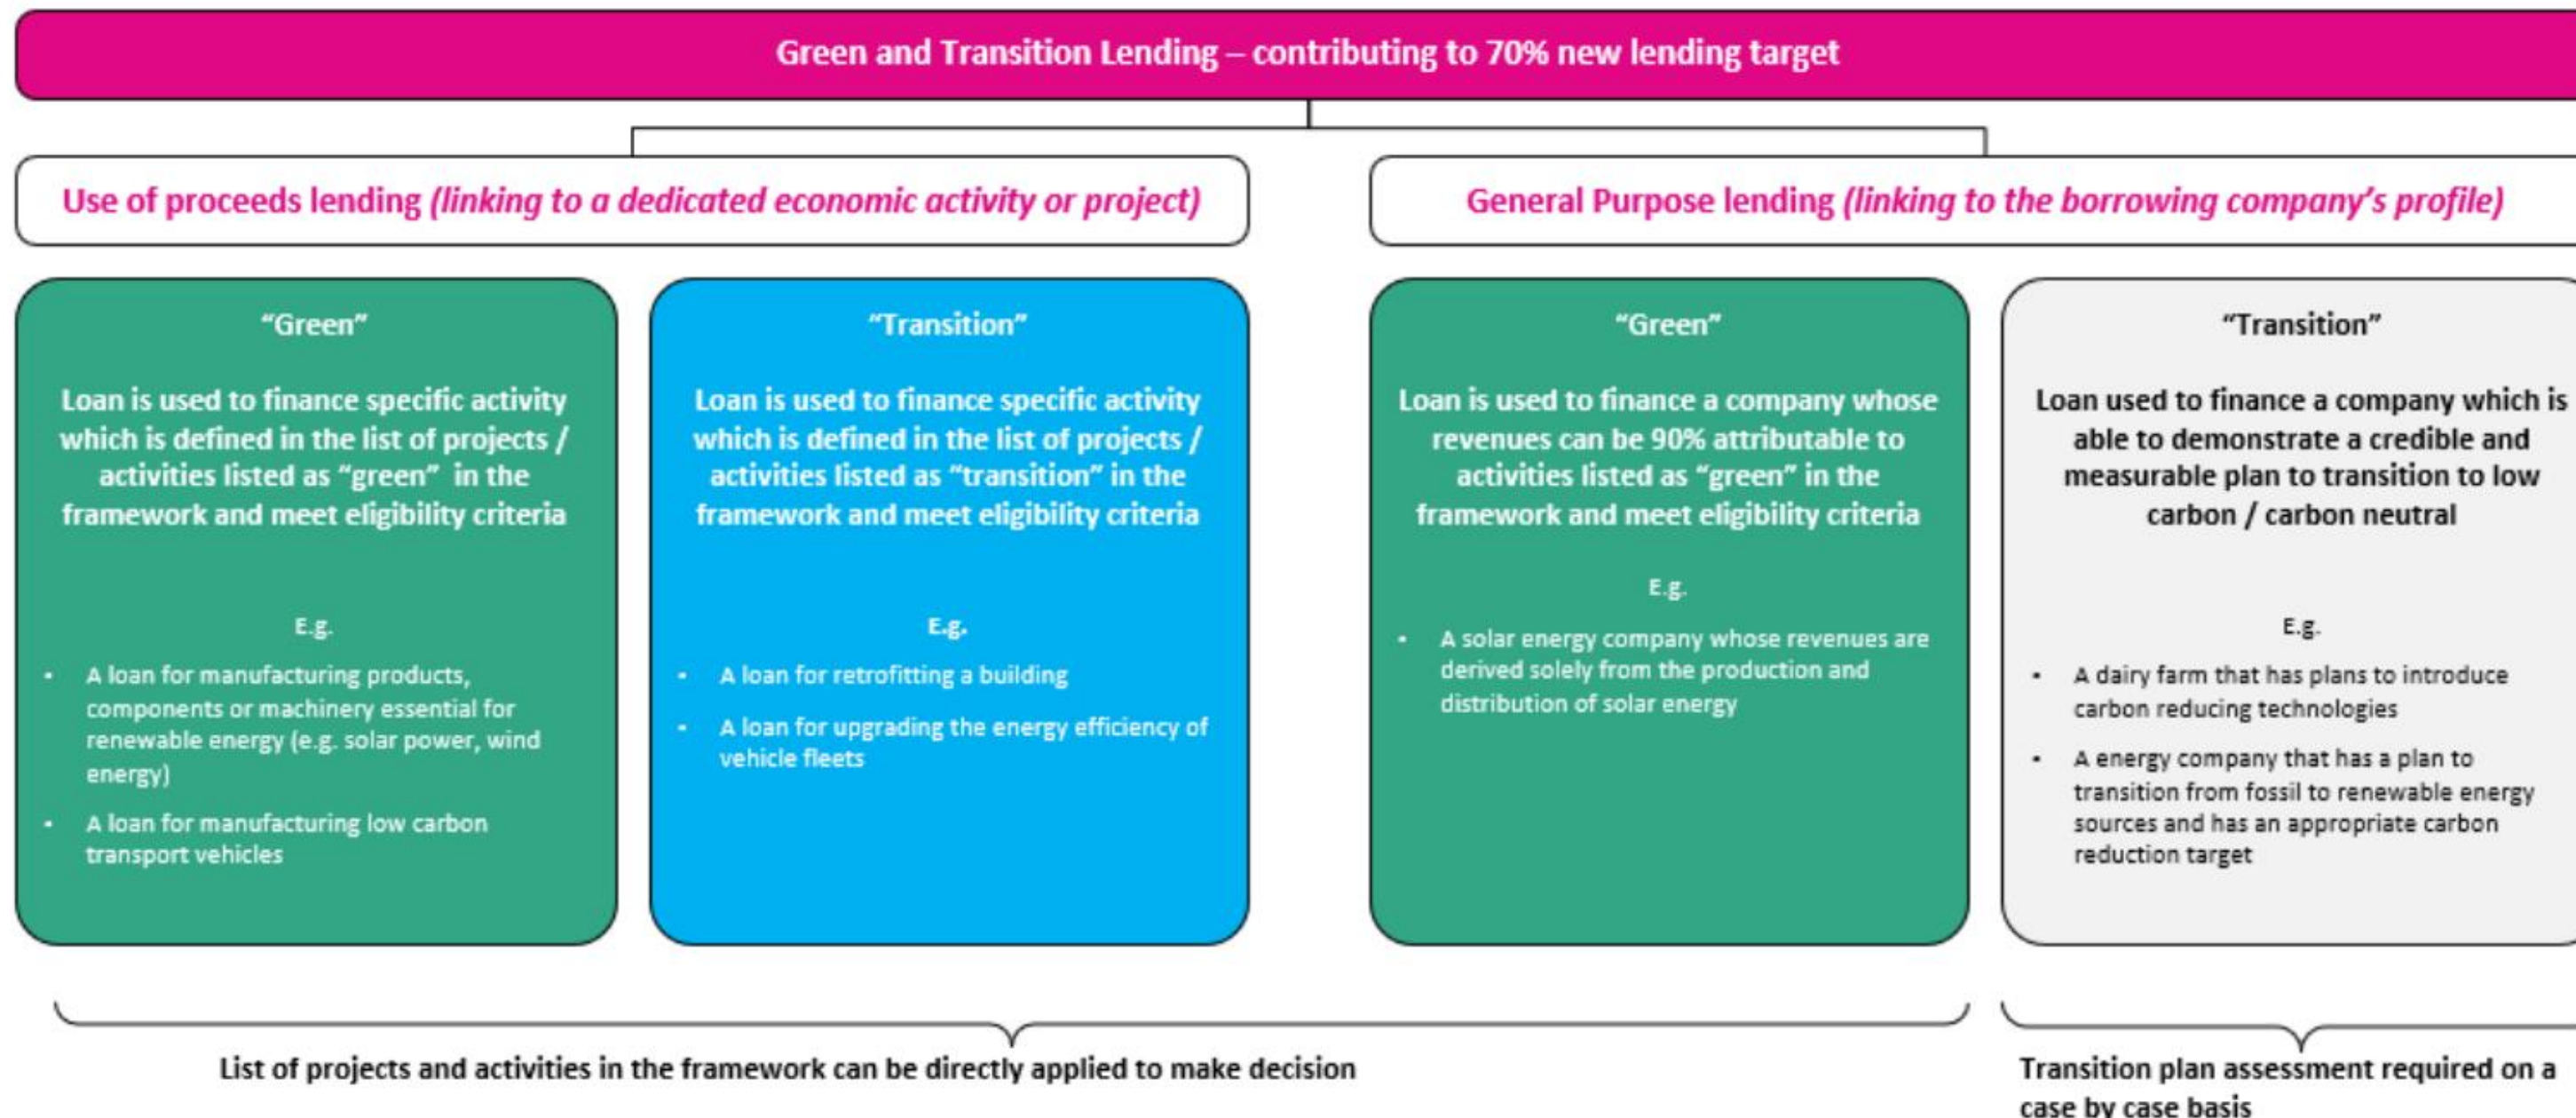 Green and Transition Lending – contributing to 70% new lending target
Use of proceeds lending (linking to a dedicated economic activity or project)
General Purpose lending (linking to the borrowing company’s profile)
“Green”
Loan is used to finance specific activity
which is defined in the list of projects /
activities listed as “green” in the
framework and meet eligibility criteria
E.g.
▪ A loan for manufacturing products,
components or machinery essential for
renewable energy (e.g. solar power, wind
energy)
▪ A loan for manufacturing low carbon
transport vehicles
“Transition”
Loan is used to finance specific activity
which is defined in the list of projects /
activities listed as “transition” in the
framework and meet eligibility criteria
E.g.
▪ A loan for retrofitting a building
▪ A loan for upgrading the energy efficiency of
vehicle fleets
“Green”
Loan is used to finance a company whose
revenues can be 90% attributable to
activities listed as “green” in the
framework and meet eligibility criteria
E.g.
▪ A solar energy company whose revenues are
derived solely from the production and
distribution of solar energy
“Transition”
Loan used to finance a company which is
able to demonstrate a credible and
measurable plan to transition to low
carbon / carbon neutral
E.g.
▪ A dairy farm that has plans to introduce
carbon reducing technologies
▪ A energy company that has a plan to
transition from fossil to renewable energy
sources and has an appropriate carbon
reduction target
List of projects and activities in the framework can be directly applied to make decision
Transition plan assessment required on a
case by case basis